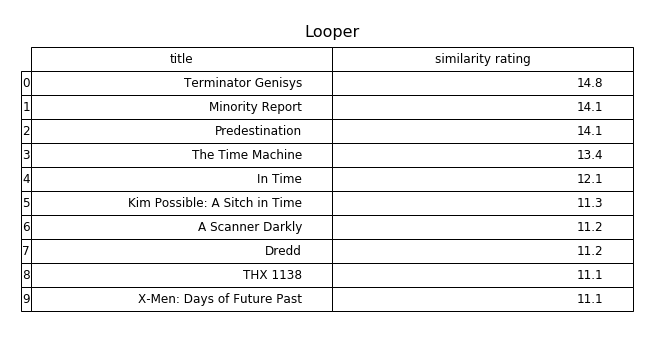 Looper
title similarity rating
0 Terminator Genisys 14.8
1 Minority Report 14.1
2 Predestination 14.1
3 The Time Machine 13.4
4 In Time 12.1
5 Kim Possible: A Sitch in Time 11.3
6 A Scanner Darkly 11.2
7 Dredd 11.2
8 THX 1138 11.1
9 X-Men: Days of Future Past 11.1